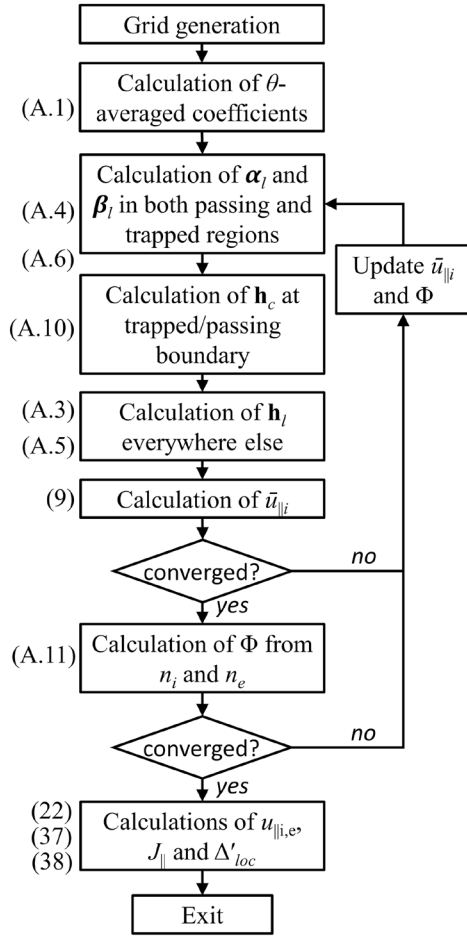 Grid generation
(A.1)
Calculation of θ-
averaged coefficients
(A.4)
(A.6)
Calculation of α_l and
β_l in both passing and
trapped regions
Update ū_∥i
and Φ
(A.10)
Calculation of h_c at
trapped/passing
boundary
(A.3)
(A.5)
Calculation of h_l
everywhere else
(9)
Calculation of ū_∥i
converged?
no
yes
(A.11)
Calculation of Φ from
n_i and n_e
converged?
no
yes
(22)
(37)
(38)
Calculations of u_∥i,e,
J_∥ and Δ′_loc
Exit